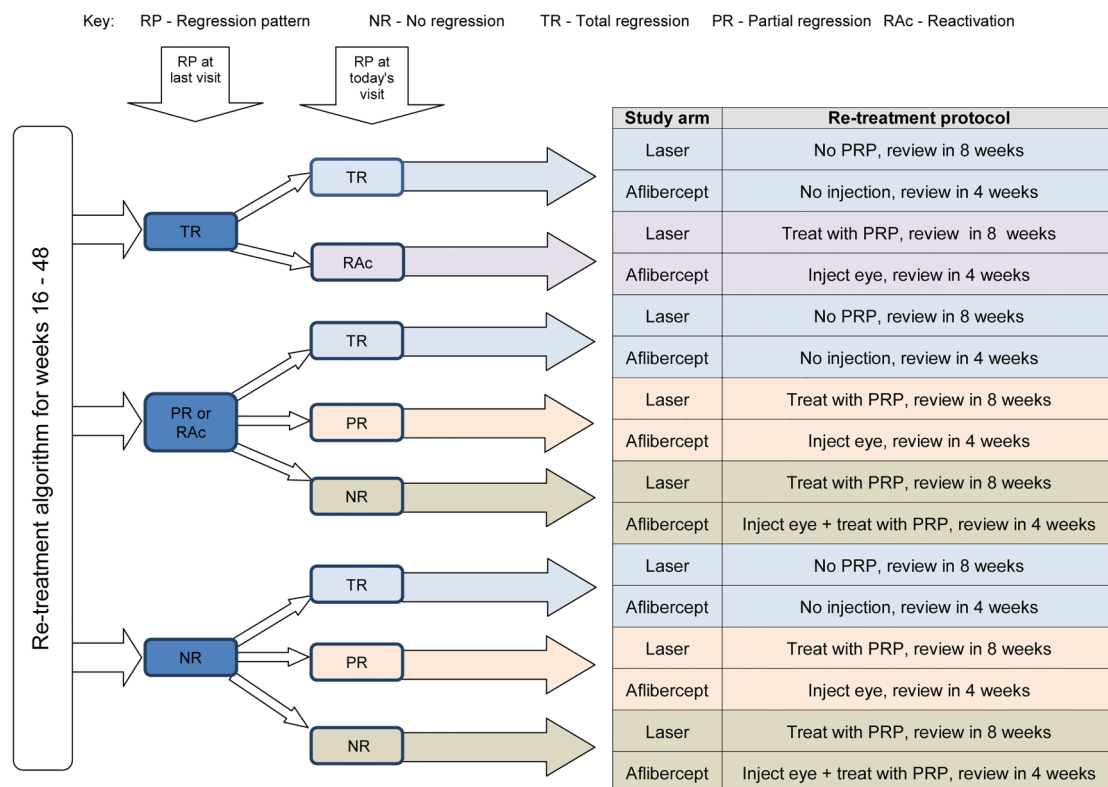 Key: RP - Regression pattern NR - No regression TR - Total regression PR - Partial regression RAc - Reactivation
RP at
last visit
RP at
today's
visit
Re-treatment algorithm for weeks 16 - 48
Study arm Re-treatment protocol
TR
TR
Laser No PRP, review in 8 weeks
Aflibercept No injection, review in 4 weeks
RAc
Laser Treat with PRP, review in 8 weeks
Aflibercept Inject eye, review in 4 weeks
PR or
RAc
TR
Laser No PRP, review in 8 weeks
Aflibercept No injection, review in 4 weeks
PR
Laser Treat with PRP, review in 8 weeks
Aflibercept Inject eye, review in 4 weeks
NR
Laser Treat with PRP, review in 8 weeks
Aflibercept Inject eye + treat with PRP, review in 4 weeks
NR
TR
Laser No PRP, review in 8 weeks
Aflibercept No injection, review in 4 weeks
PR
Laser Treat with PRP, review in 8 weeks
Aflibercept Inject eye, review in 4 weeks
NR
Laser Treat with PRP, review in 8 weeks
Aflibercept Inject eye + treat with PRP, review in 4 weeks